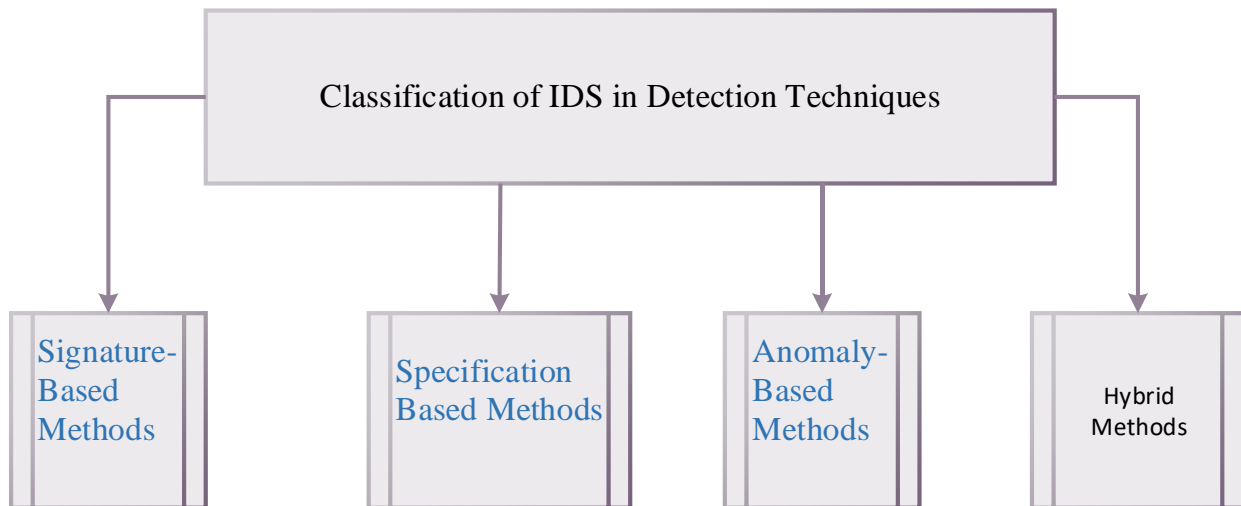 Classification of IDS in Detection Techniques
Signature-
Based
Methods
Specification
Based Methods
Anomaly-
Based
Methods
Hybrid
Methods